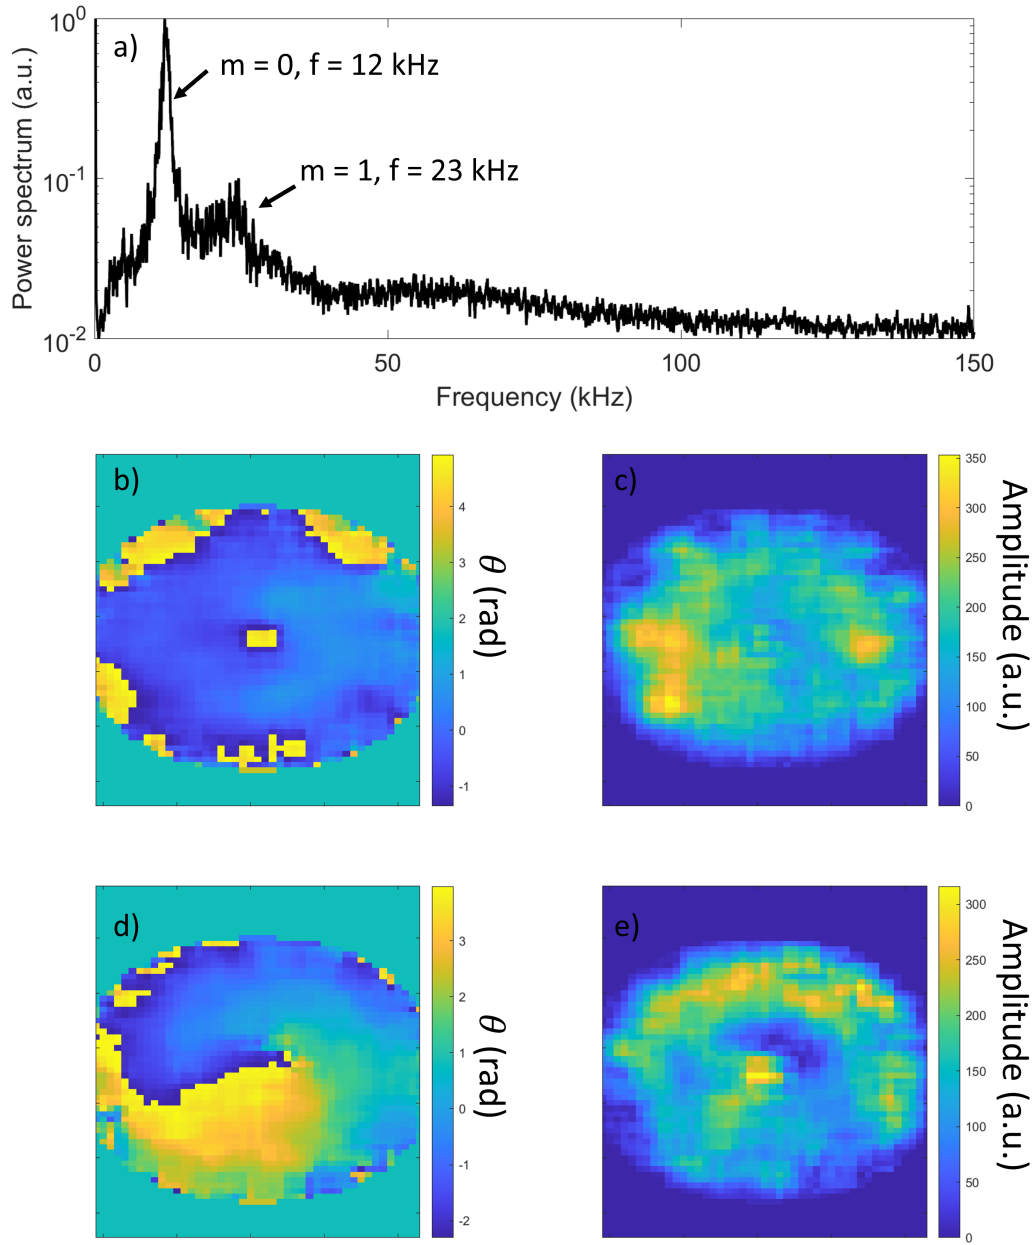 a)
m = 0, f = 12 kHz
m = 1, f = 23 kHz
Power spectrum (a.u.)
10^0
10^-1
10^-2
0 50 100 150
Frequency (kHz)
b)
4
3
2
1
0
-1
θ (rad)
c)
350
300
250
200
150
100
50
0
Amplitude (a.u.)
d)
3
2
1
0
-1
-2
θ (rad)
e)
300
250
200
150
100
50
0
Amplitude (a.u.)